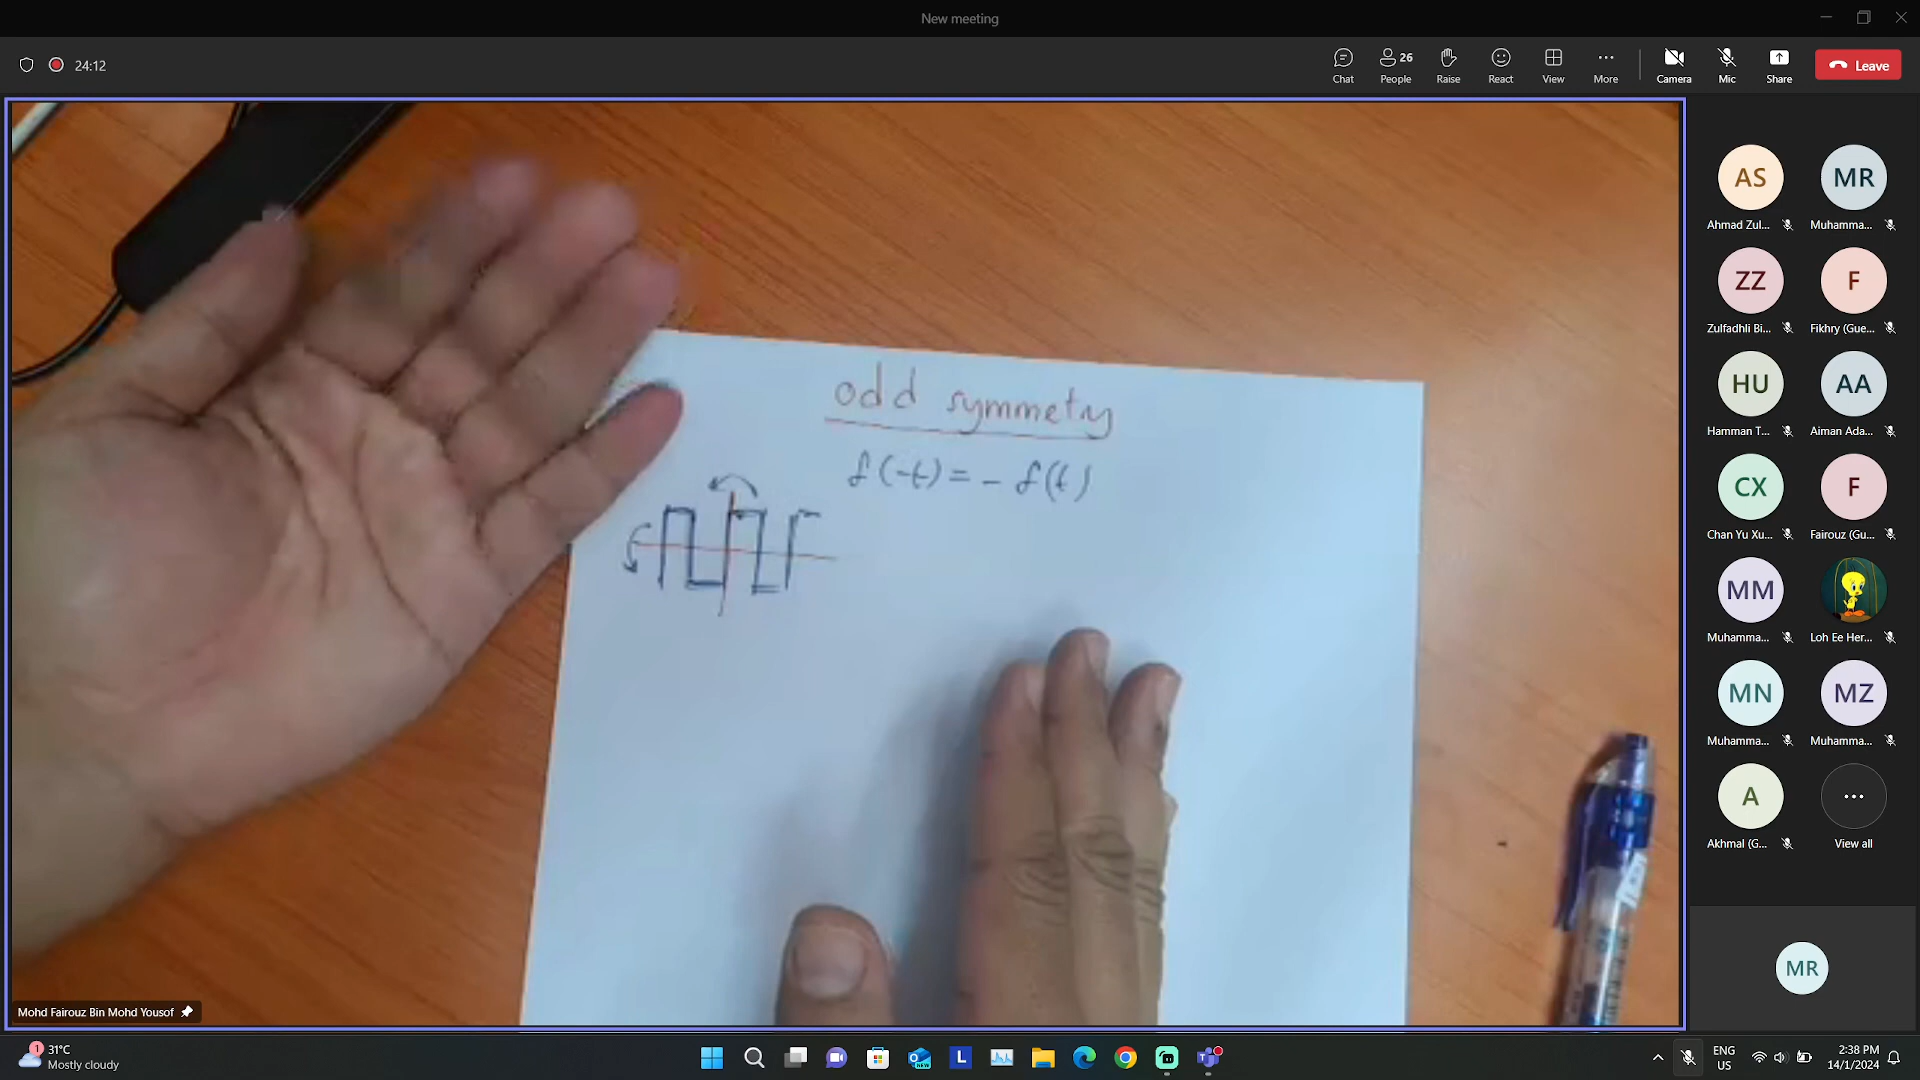 New meeting
24:12
Chat
26
People
Raise
React
View
More
Camera
Mic
Share
Leave
odd symmetry
f(-t) = - f(t)
AS
MR
Ahmad Zul...
Muhamma...
ZZ
F
Zulfadhli Bi...
Fikhry (Gue...
HU
AA
Hamman T...
Aiman Ada...
CX
F
Chan Yu Xu...
Fairouz (Gu...
MM
Muhamma...
Loh Ee Her...
MN
MZ
Muhamma...
Muhamma...
A
Akhmal (G...
View all
MR
Mohd Fairouz Bin Mohd Yousof
1
31°C
Mostly cloudy
NEW
L
ENG
US
2:38 PM
14/1/2024